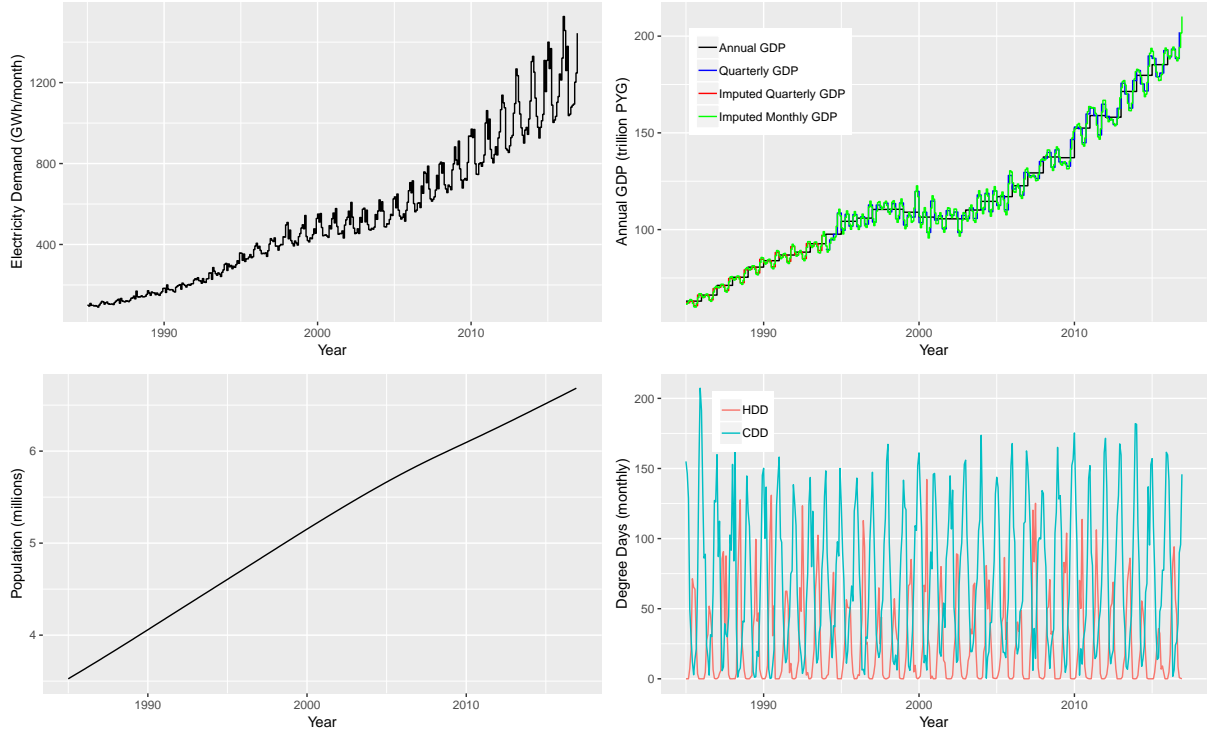 Electricity Demand (GWh/month)
1200
800
400
1990
2000
2010
Year
Annual GDP (trillion PYG)
200
150
100
Annual GDP
Quarterly GDP
Imputed Quarterly GDP
Imputed Monthly GDP
1990
2000
2010
Year
Population (millions)
6
5
4
1990
2000
2010
Year
Degree Days (monthly)
200
150
100
50
0
HDD
CDD
1990
2000
2010
Year